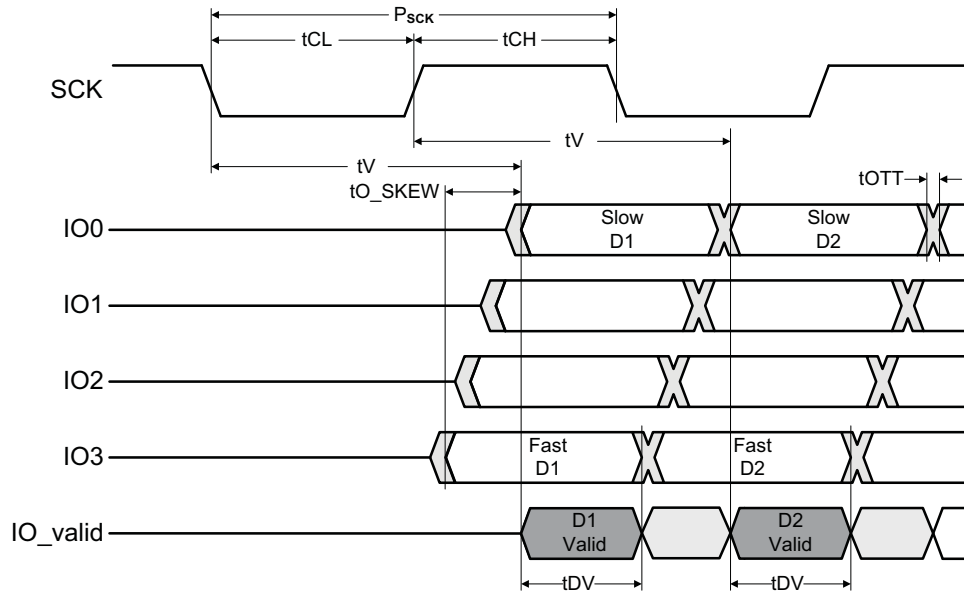 PSCK
tCL
tCH
SCK
tV
tV
tO_SKEW
tOTT
IO0
Slow
D1
Slow
D2
IO1
IO2
IO3
Fast
D1
Fast
D2
IO_valid
D1
Valid
D2
Valid
tDV
tDV